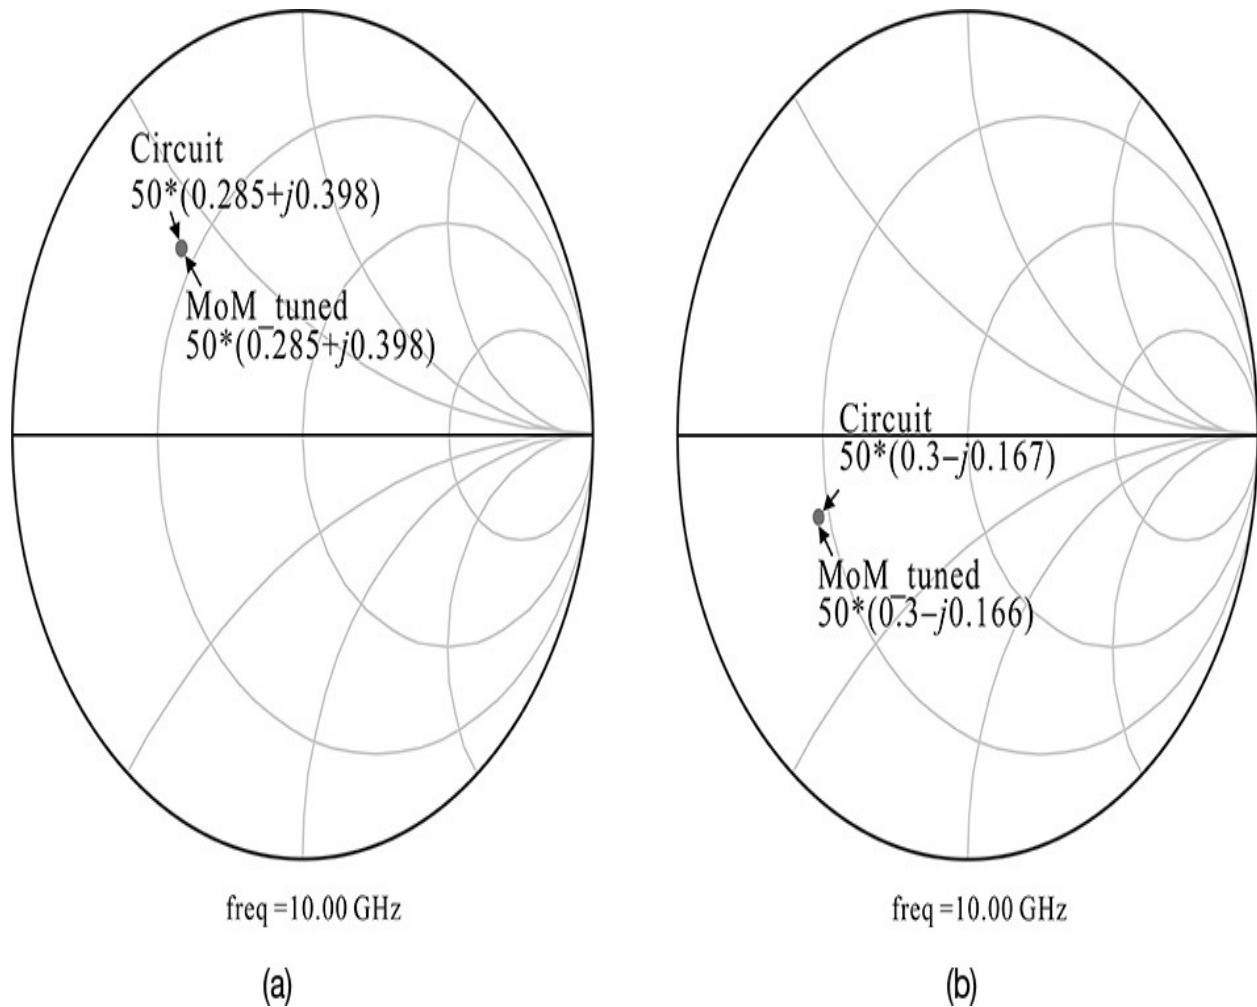 Circuit
50*(0.285+j0.398)
MoM_tuned
50*(0.285+j0.398)
freq =10.00 GHz
(a)
Circuit
50*(0.3–j0.167)
MoM_tuned
50*(0.3–j0.166)
freq =10.00 GHz
(b)